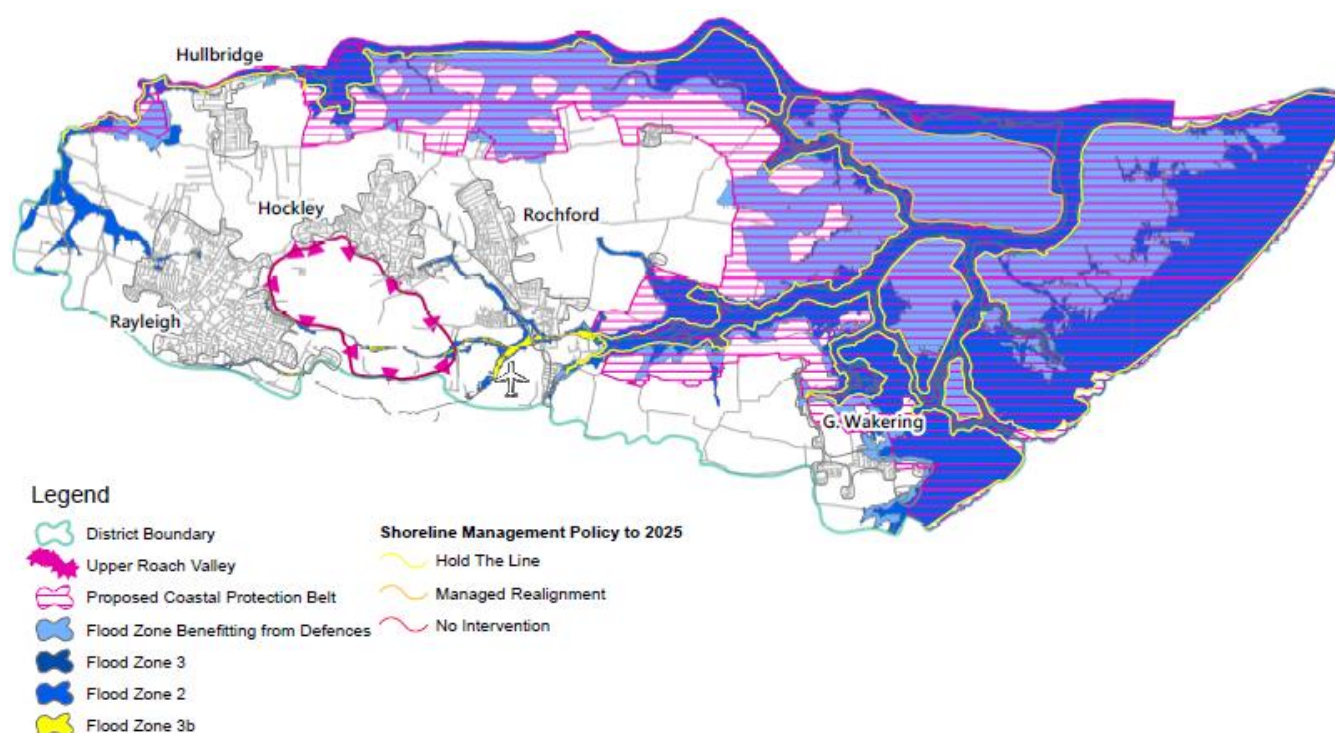 Hullbridge
Hockley
Rochford
Rayleigh
G. Wakering
Legend
District Boundary
Upper Roach Valley
Proposed Coastal Protection Belt
Flood Zone Benefitting from Defences
Flood Zone 3
Flood Zone 2
Flood Zone 3b
Shoreline Management Policy to 2025
Hold The Line
Managed Realignment
No Intervention